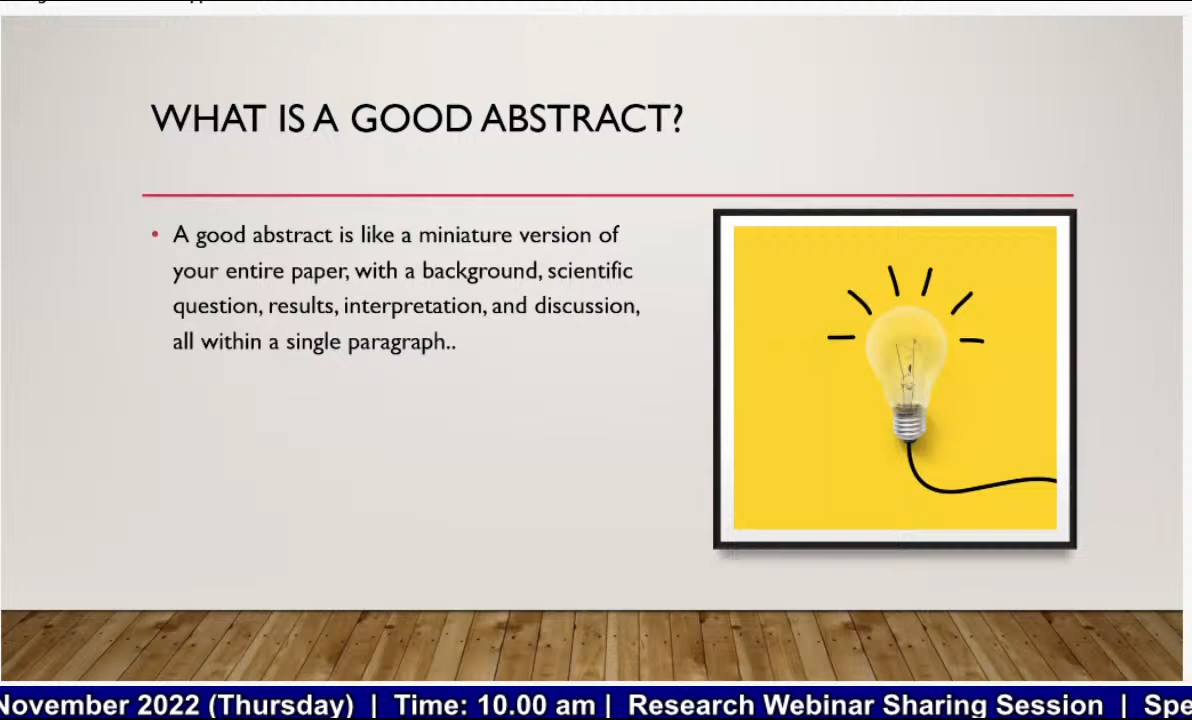 WHAT IS A GOOD ABSTRACT?
• A good abstract is like a miniature version of
your entire paper, with a background, scientific
question, results, interpretation, and discussion,
all within a single paragraph..
November 2022 (Thursday) | Time: 10.00 am | Research Webinar Sharing Session |